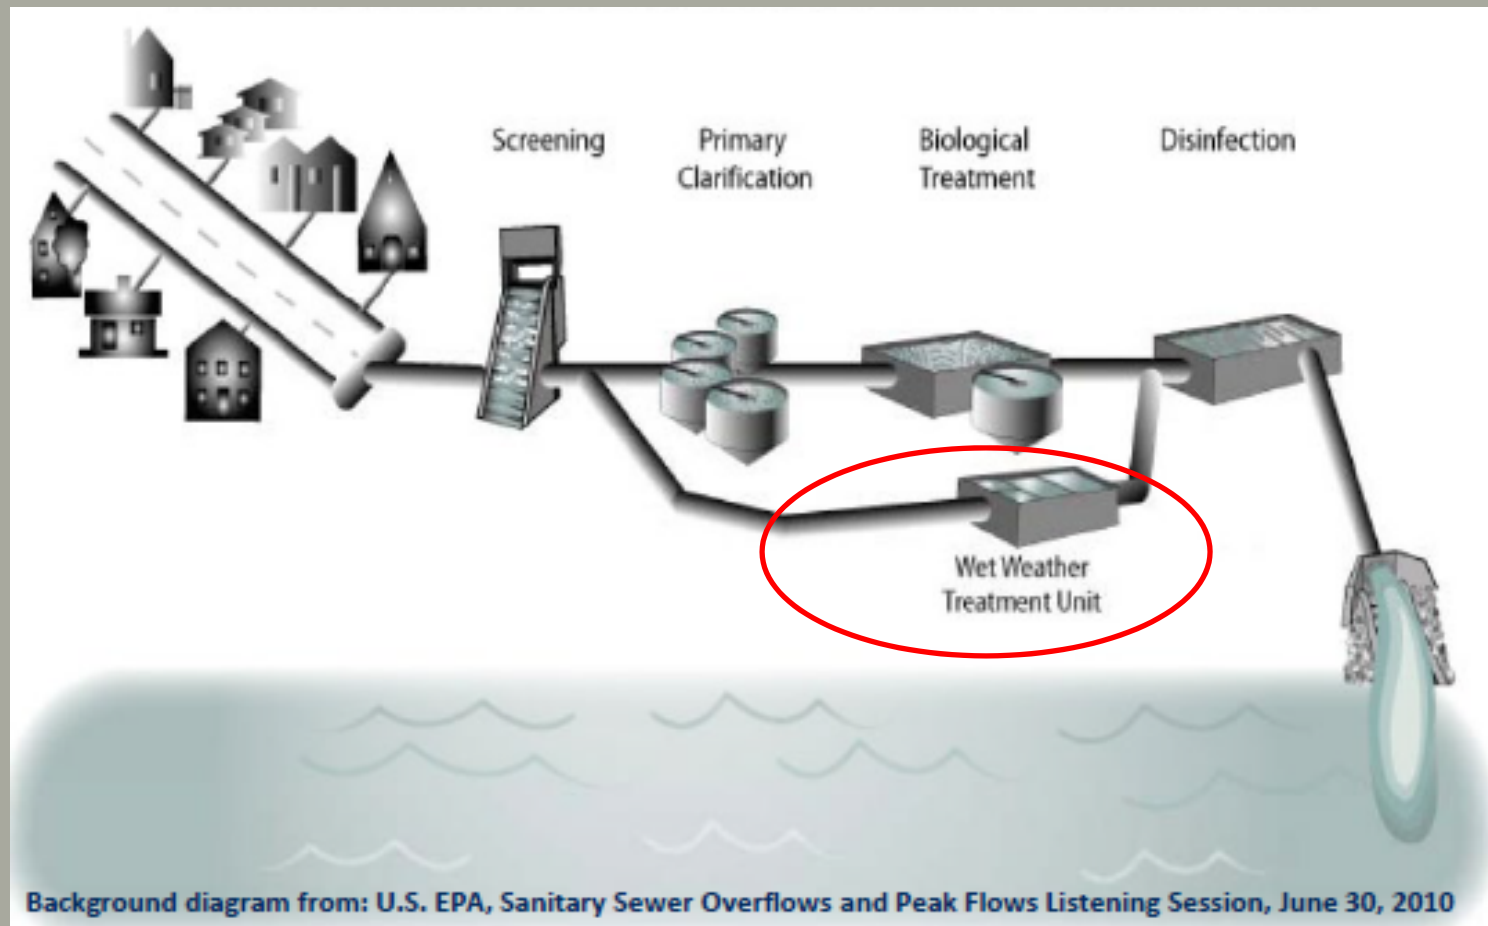 Screening
Primary
Clarification
Biological
Treatment
Disinfection
Wet Weather
Treatment Unit
Background diagram from: U.S. EPA, Sanitary Sewer Overflows and Peak Flows Listening Session, June 30, 2010